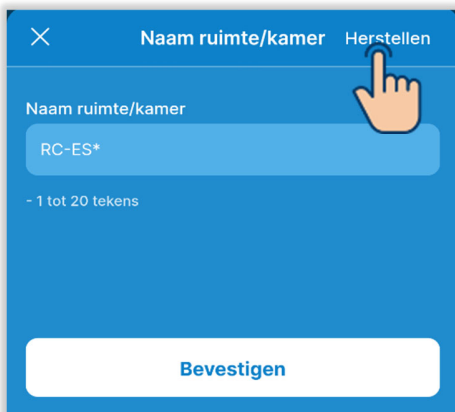 Naam ruimte/kamer Herstellen
Naam ruimte/kamer
RC-ES*
- 1 tot 20 tekens
Bevestigen